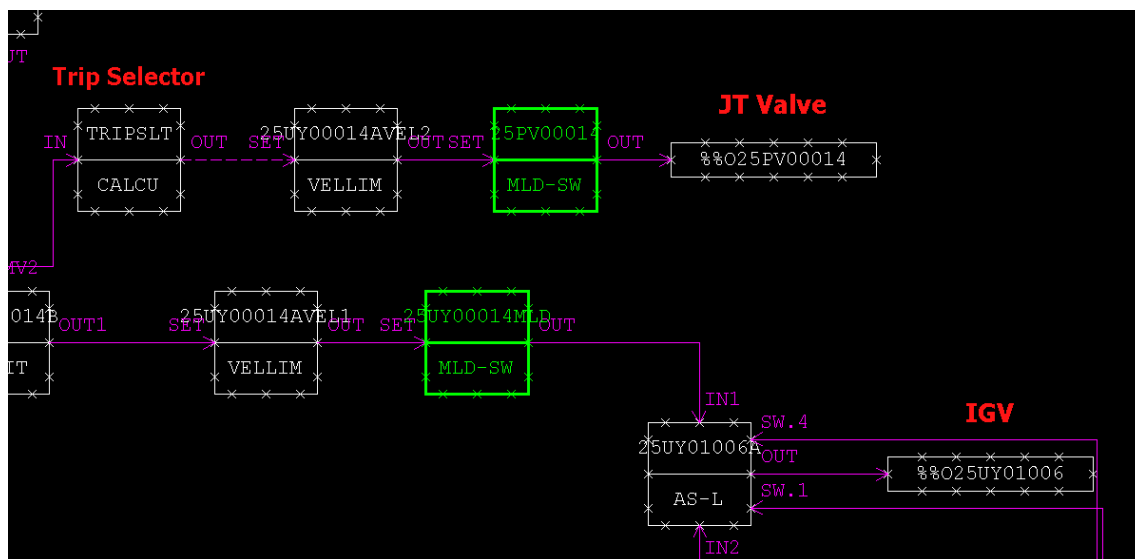 UT
Trip Selector
JT Valve
TRIPSLT
25UY00014AVEL2
25PV00014
IN
OUT
SET
OUT
SET
OUT
%%O25PV00014
CALCU
VELLIM
MLD-SW
MV2
014B
25UY00014AVEL1
25UY00014MLD
OUT1
SET
OUT
SET
OUT
IT
VELLIM
MLD-SW
IN1
IGV
SW.4
25UY01006A
OUT
%%O25UY01006
AS-L
SW.1
IN2